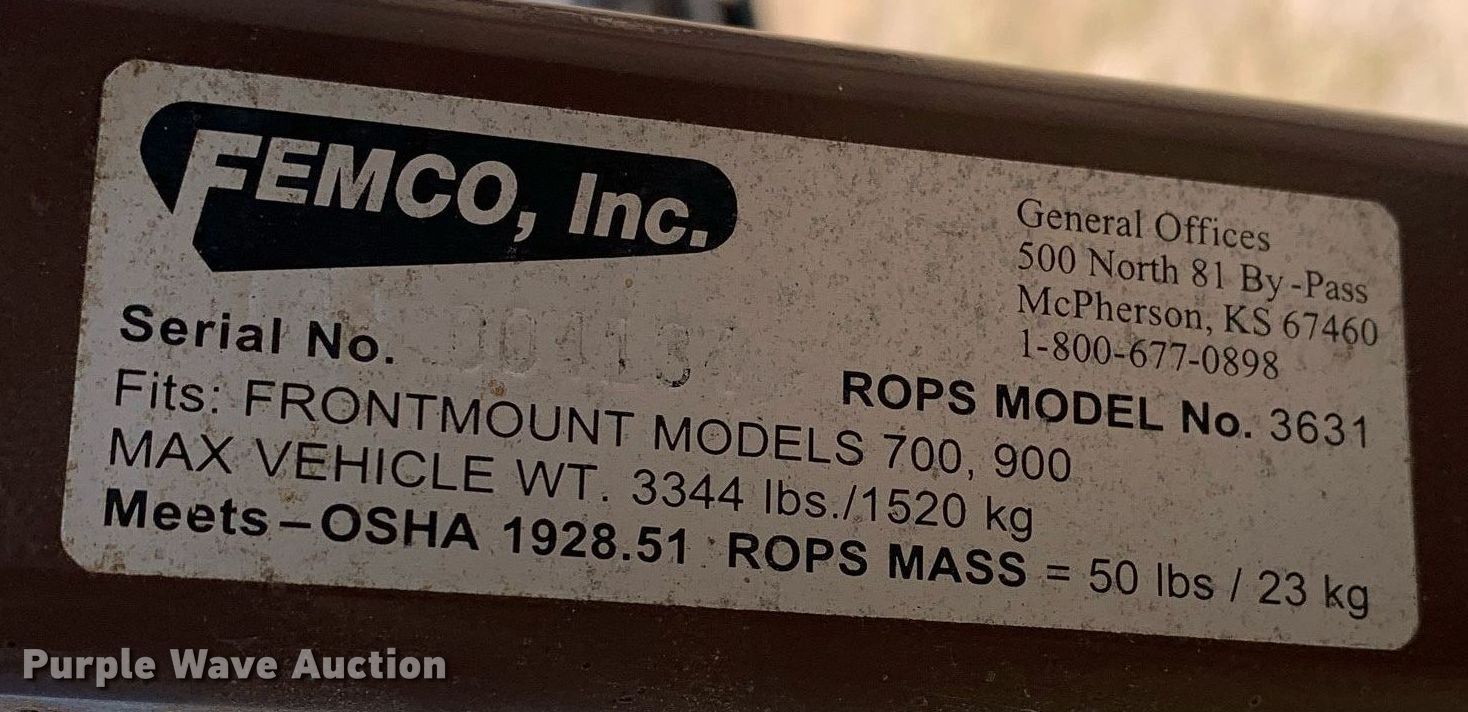 FEMCO, Inc.
General Offices
500 North 81 By-Pass
McPherson, KS 67460
1-800-677-0898
Serial No.
ROPS MODEL No. 3631
Fits: FRONTMOUNT MODELS 700, 900
MAX VEHICLE WT. 3344 lbs./1520 kg
Meets-OSHA 1928.51 ROPS MASS = 50 lbs / 23 kg
Purple Wave Auction